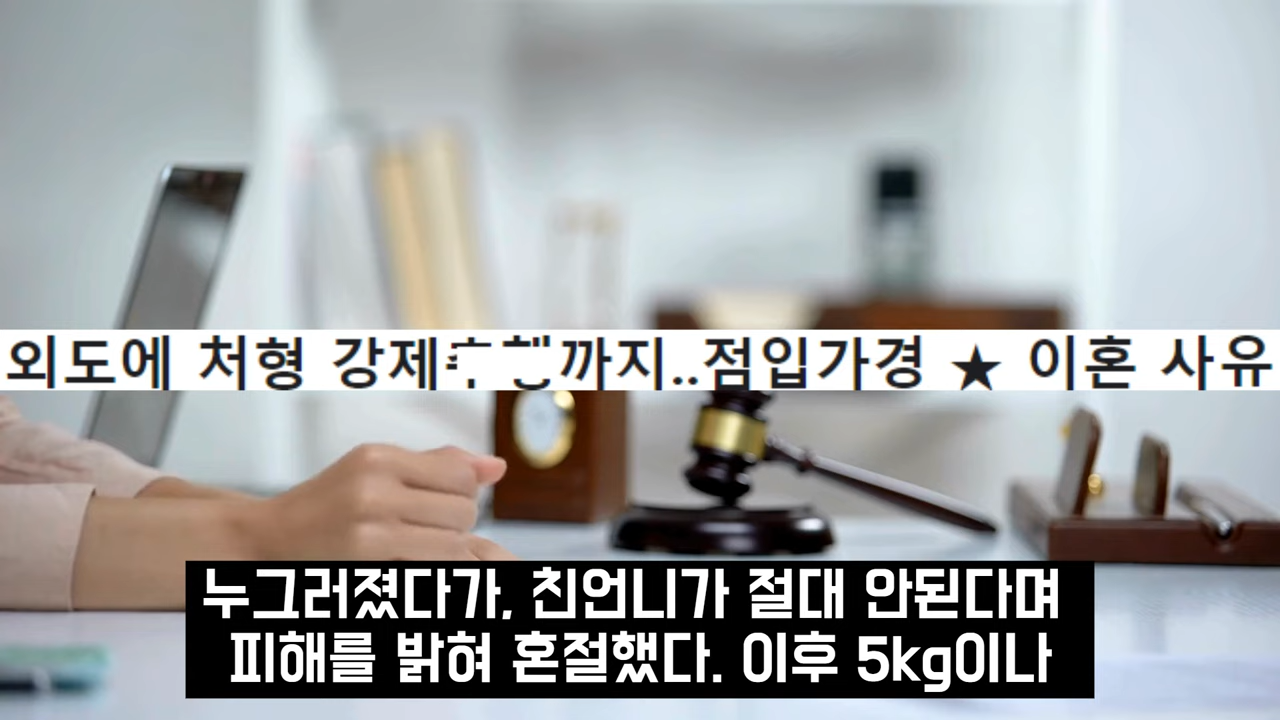 외도에 처형 강제추행까지..점입가경 ★ 이혼 사유
누그러졌다가, 친언니가 절대 안된다며
피해를 밝혀 혼절했다. 이후 5kg이나